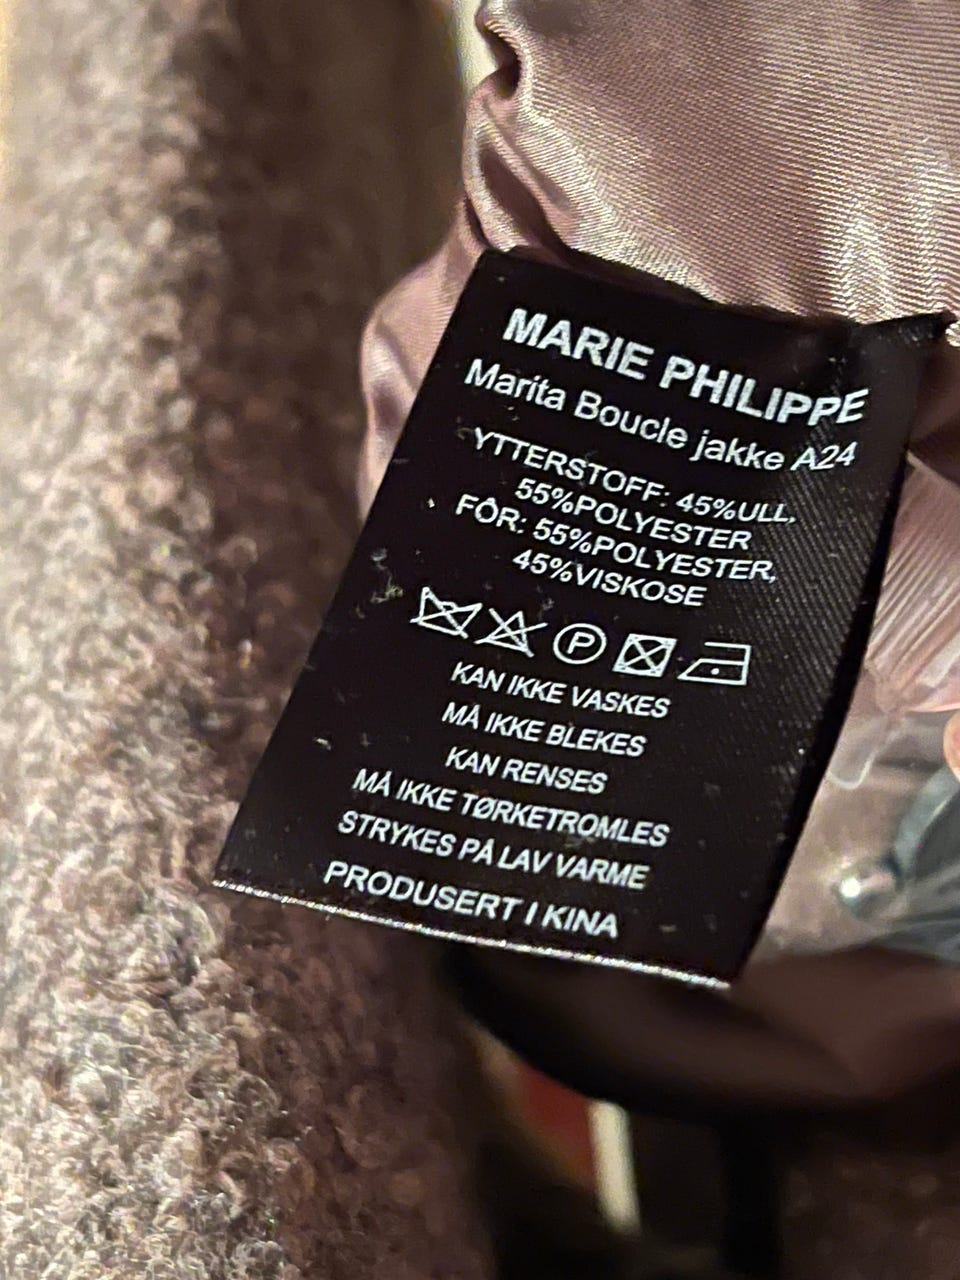 MARIE PHILIPPE
Marita Boucle jakke A24
YTTERSTOFF: 45%ULL,
55%POLYESTER
FÔR: 55%POLYESTER,
45%VISKOSE
P
KAN IKKE VASKES
MÅ IKKE BLEKES
KAN RENSES
MÅ IKKE TØRKETROMLES
STRYKES PÅ LAV VARME
PRODUSERT I KINA